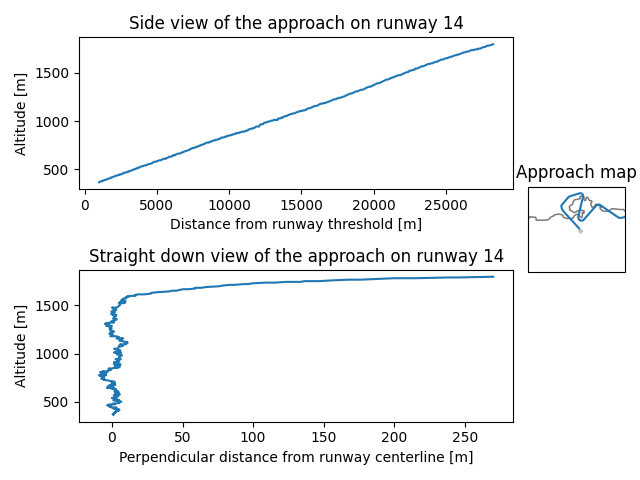 Side view of the approach on runway 14
1500
1000
500
Altitude [m]
0 5000 10000 15000 20000 25000
Distance from runway threshold [m]
Approach map
Straight down view of the approach on runway 14
1500
1000
500
Altitude [m]
0 50 100 150 200 250
Perpendicular distance from runway centerline [m]